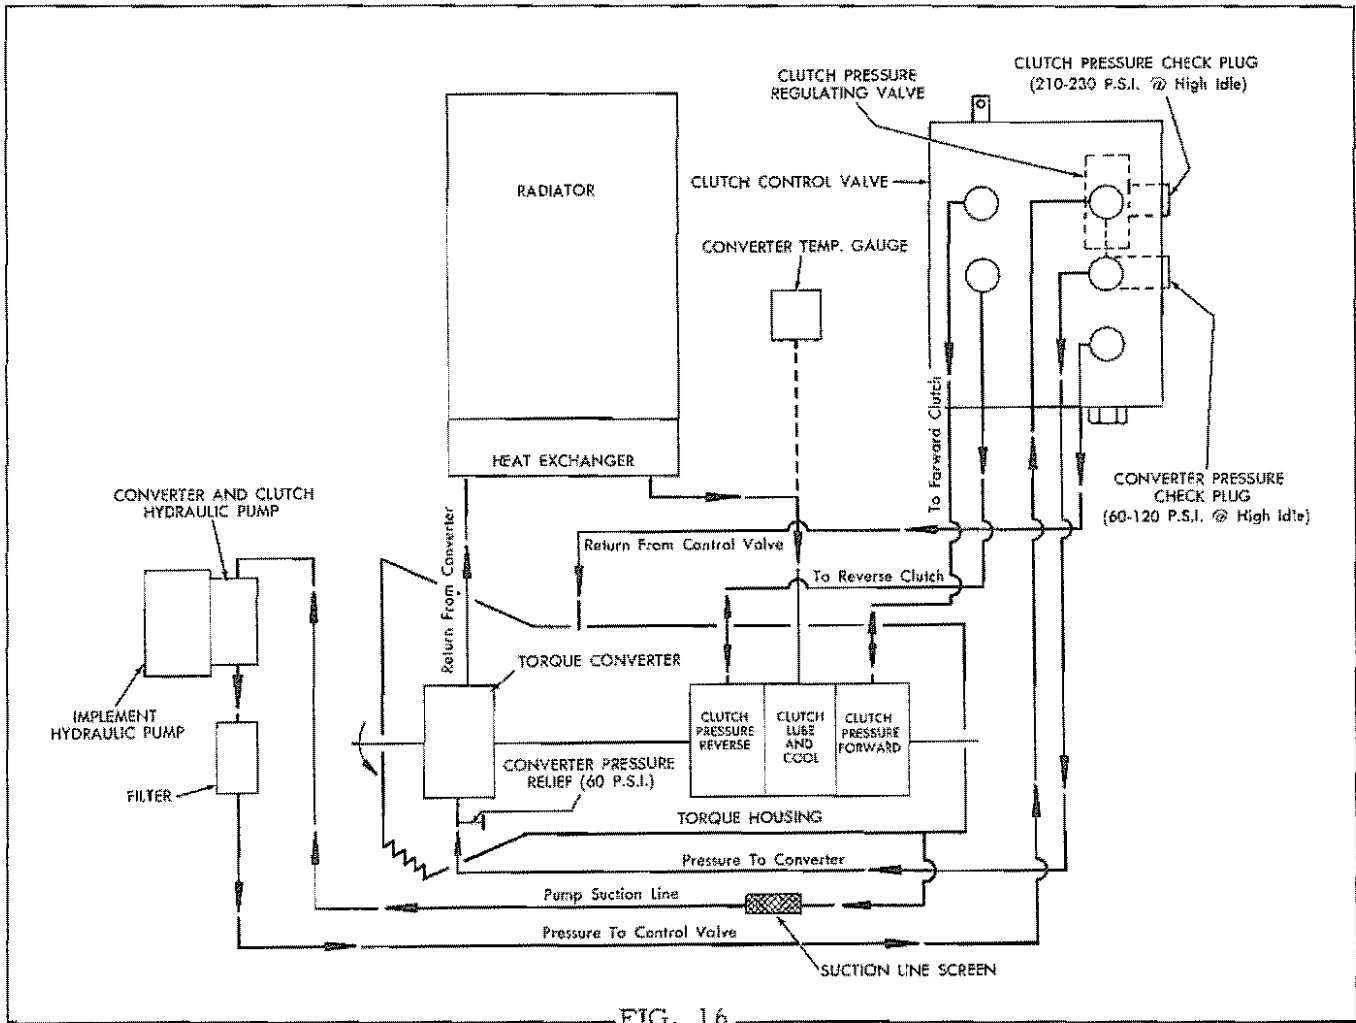 CLUTCH PRESSURE CHECK PLUG
(210-230 P.S.I. @ High Idle)
CLUTCH PRESSURE
REGULATING VALVE
RADIATOR
CLUTCH CONTROL VALVE
CONVERTER TEMP. GAUGE
To Forward Clutch
HEAT EXCHANGER
CONVERTER PRESSURE
CHECK PLUG
(60-120 P.S.I. @ High Idle)
CONVERTER AND CLUTCH
HYDRAULIC PUMP
Return From Converter
Return From Control Valve
To Reverse Clutch
TORQUE CONVERTER
IMPLEMENT
HYDRAULIC PUMP
CLUTCH
PRESSURE
REVERSE
CLUTCH
LUBE
AND
COOL
CLUTCH
PRESSURE
FORWARD
CONVERTER PRESSURE
RELIEF (60 P.S.I.)
FILTER
TORQUE HOUSING
Pressure To Converter
Pump Suction Line
Pressure To Control Valve
SUCTION LINE SCREEN
FIG. 16